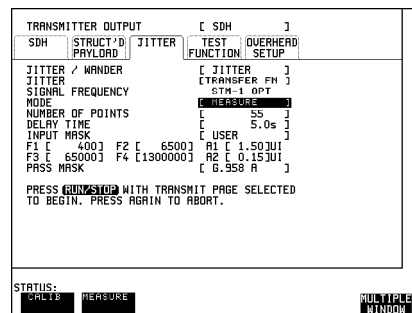 TRANSMITTER OUTPUT [ SDH ]
SDH STRUCT'D PAYLOAD JITTER TEST FUNCTION OVERHEAD SETUP
JITTER / WANDER [ JITTER ]
JITTER [TRANSFER FN ]
SIGNAL FREQUENCY STM-1 OPT
MODE [ MEASURE ]
NUMBER OF POINTS [ 55 ]
DELAY TIME [ 5.0s ]
INPUT MASK [ USER ]
F1 [ 400] F2 [ 6500] A1 [ 1.50]UI
F3 [ 65000] F4 [1300000] A2 [ 0.15]UI
PASS MASK [ G.958 A ]
PRESS RUN/STOP WITH TRANSMIT PAGE SELECTED
TO BEGIN. PRESS AGAIN TO ABORT.
STATUS:
CALIB MEASURE MULTIPLE WINDOW